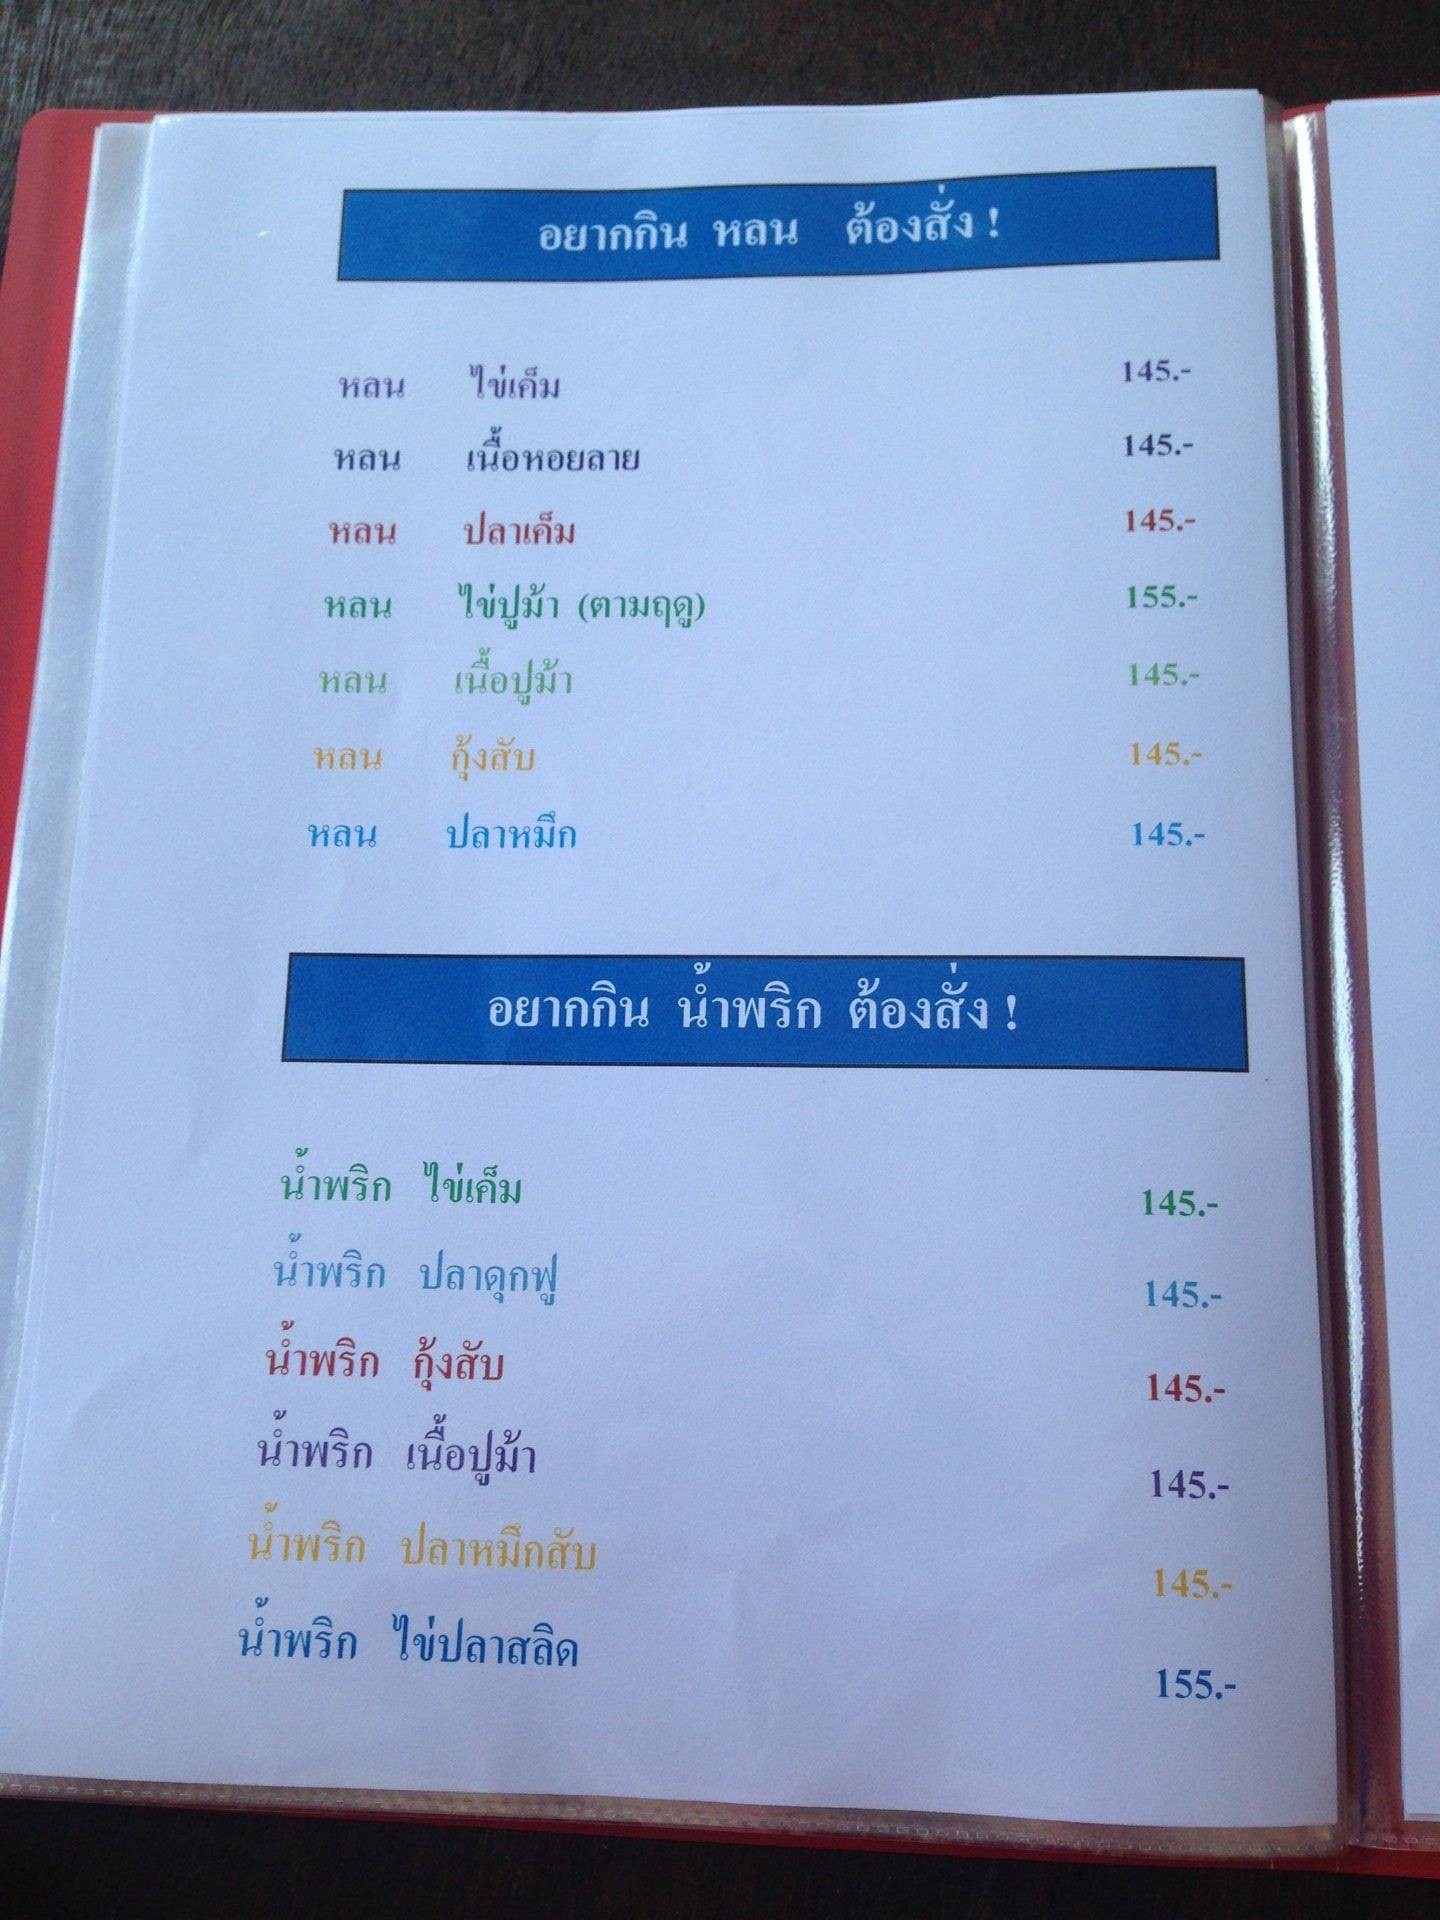 อยากกิน หลน ต้องสั่ง !
หลน ไข่เค็ม 145.-
หลน เนื้อหอยลาย 145.-
หลน ปลาเค็ม 145.-
หลน ไข่ปูม้า (ตามฤดู) 155.-
หลน เนื้อปูม้า 145.-
หลน กุ้งสับ 145.-
หลน ปลาหมึก 145.-
อยากกิน น้ำพริก ต้องสั่ง !
น้ำพริก ไข่เค็ม 145.-
น้ำพริก ปลาดุกฟู 145.-
น้ำพริก กุ้งสับ 145.-
น้ำพริก เนื้อปูม้า 145.-
น้ำพริก ปลาหมึกสับ 145.-
น้ำพริก ไข่ปลาสลิด 155.-